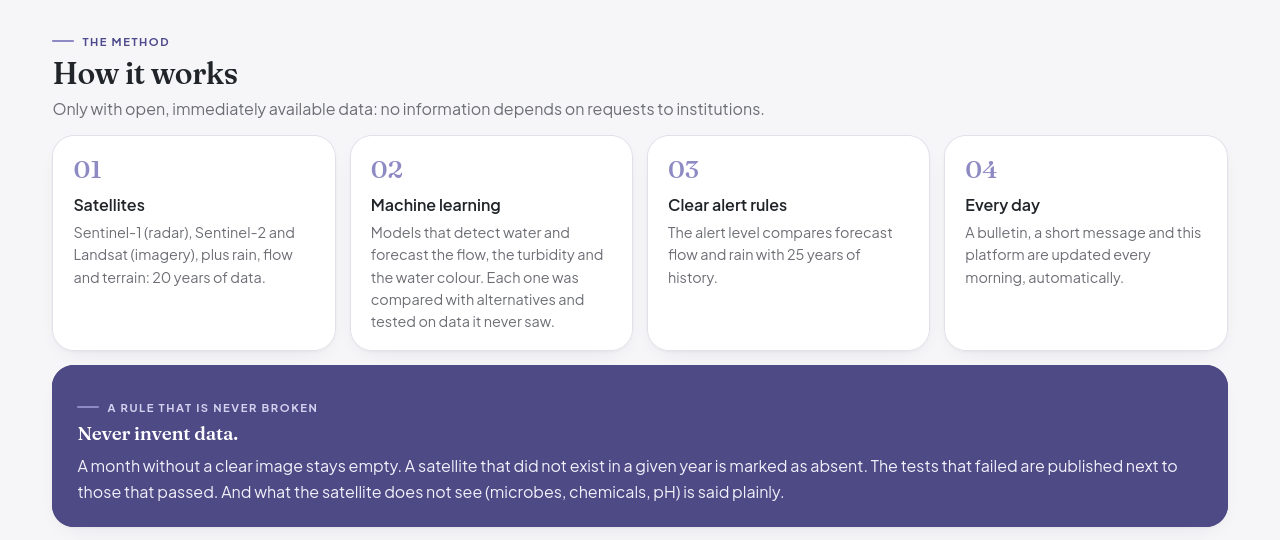 THE METHOD
How it works
Only with open, immediately available data: no information depends on requests to institutions.
01
Satellites
Sentinel-1 (radar), Sentinel-2 and
Landsat (imagery), plus rain, flow
and terrain: 20 years of data.
02
Machine learning
Models that detect water and
forecast the flow, the turbidity and
the water colour. Each one was
compared with alternatives and
tested on data it never saw.
03
Clear alert rules
The alert level compares forecast
flow and rain with 25 years of
history.
04
Every day
A bulletin, a short message and this
platform are updated every
morning, automatically.
A RULE THAT IS NEVER BROKEN
Never invent data.
A month without a clear image stays empty. A satellite that did not exist in a given year is marked as absent. The tests that failed are published next to
those that passed. And what the satellite does not see (microbes, chemicals, pH) is said plainly.